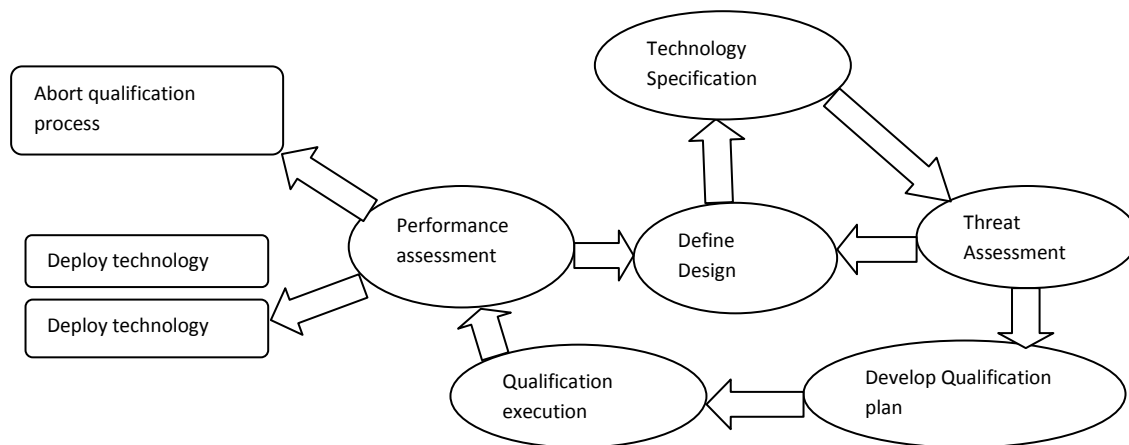 Technology
Specification
Abort qualification
process
Performance
assessment
Define
Design
Threat
Assessment
Deploy technology
Deploy technology
Qualification
execution
Develop Qualification
plan